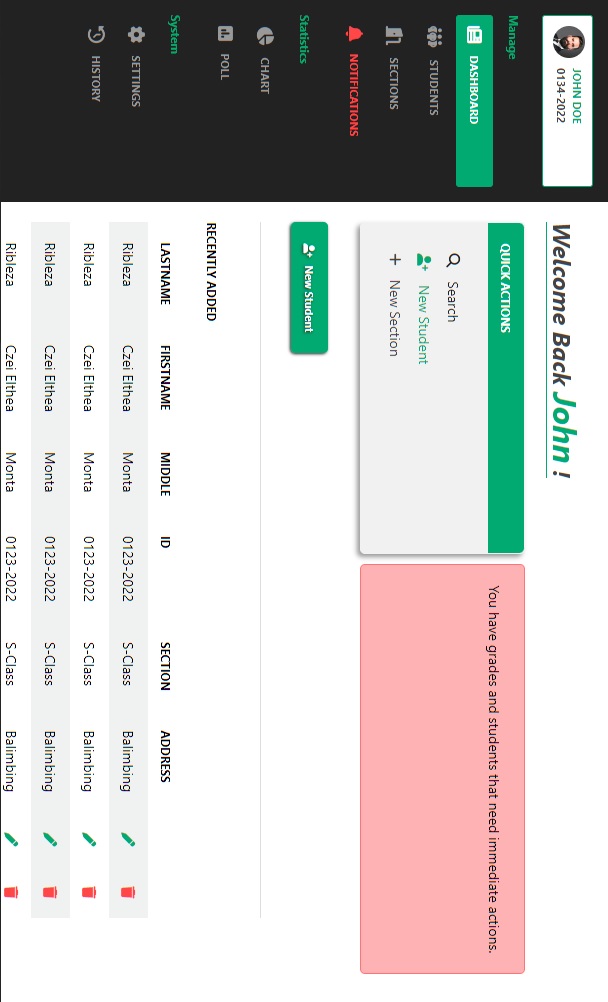 JOHN DOE
0134-2022
Manage
DASHBOARD
STUDENTS
SECTIONS
NOTIFICATIONS
Statistics
CHART
POLL
System
SETTINGS
HISTORY
Welcome Back John !
QUICK ACTIONS
Search
New Student
New Section
You have grades and students that need immediate actions.
New Student
RECENTLY ADDED
LASTNAME FIRSTNAME MIDDLE ID SECTION ADDRESS
Ribleza Czei Elthea Monta 0123-2022 S-Class Balimbing
Ribleza Czei Elthea Monta 0123-2022 S-Class Balimbing
Ribleza Czei Elthea Monta 0123-2022 S-Class Balimbing
Ribleza Czei Elthea Monta 0123-2022 S-Class Balimbing